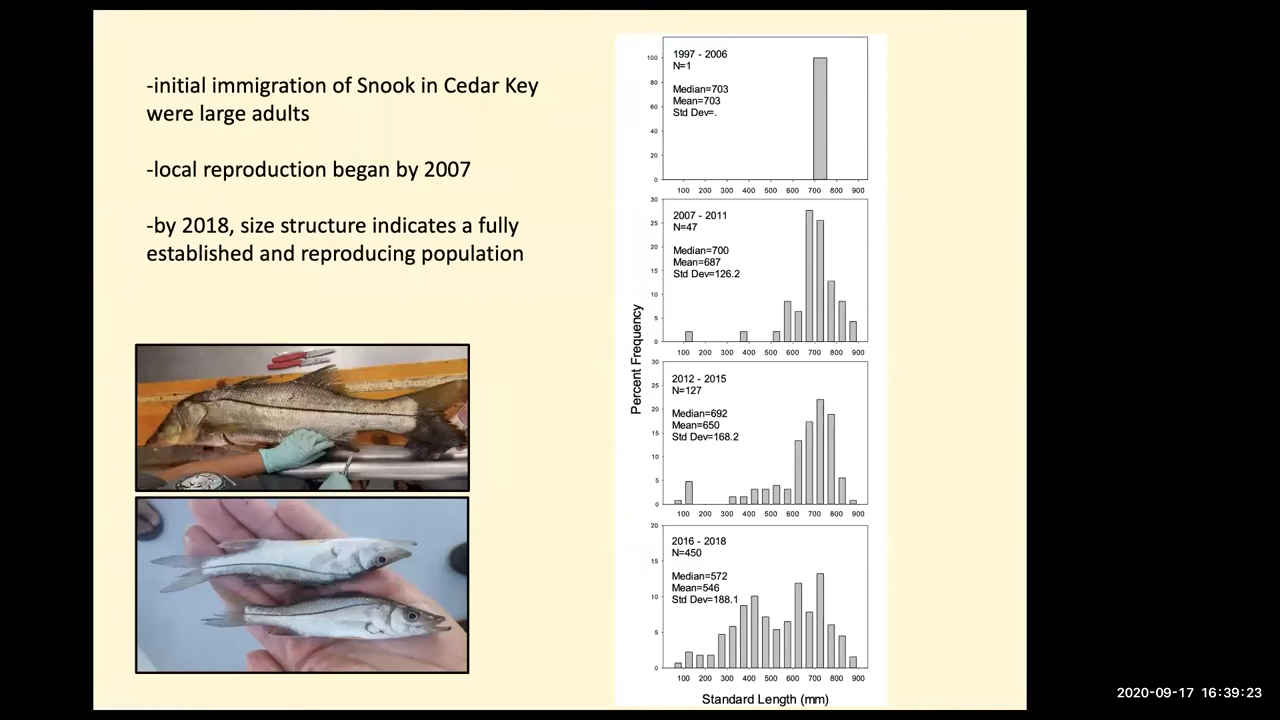 -initial immigration of Snook in Cedar Key
were large adults
-local reproduction began by 2007
-by 2018, size structure indicates a fully
established and reproducing population
1997 - 2006
N=1
Median=703
Mean=703
Std Dev=.
100
80
60
40
20
0
100 200 300 400 500 600 700 800 900
2007 - 2011
N=47
Median=700
Mean=687
Std Dev=126.2
30
25
20
15
10
5
0
100 200 300 400 500 600 700 800 900
Percent Frequency
2012 - 2015
N=127
Median=692
Mean=650
Std Dev=168.2
30
25
20
15
10
5
0
100 200 300 400 500 600 700 800 900
2016 - 2018
N=450
Median=572
Mean=546
Std Dev=188.1
20
15
10
5
0
100 200 300 400 500 600 700 800 900
Standard Length (mm)
2020-09-17 16:39:23